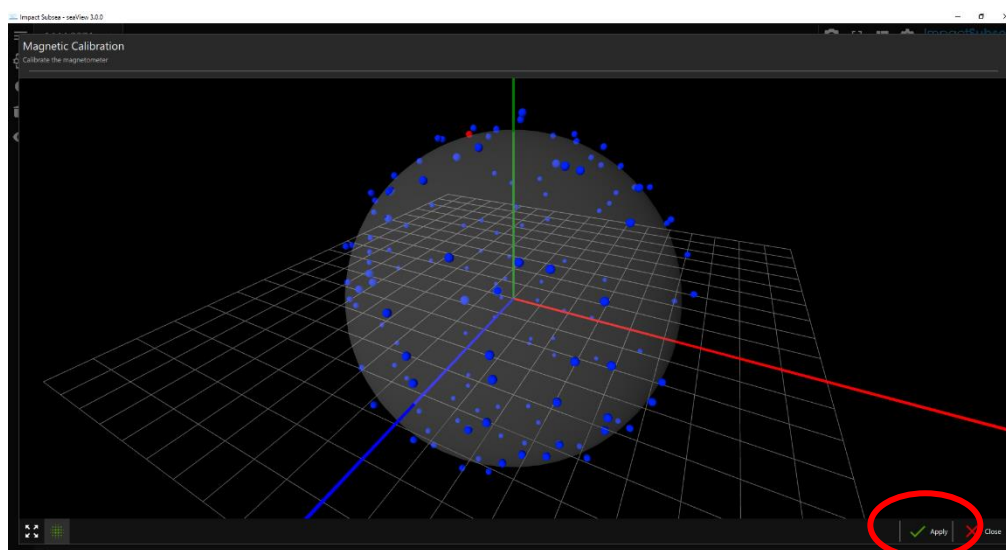 Impact Subsea - seaView 3.0.0
Magnetic Calibration
Calibrate the magnetometer
Apply
Close